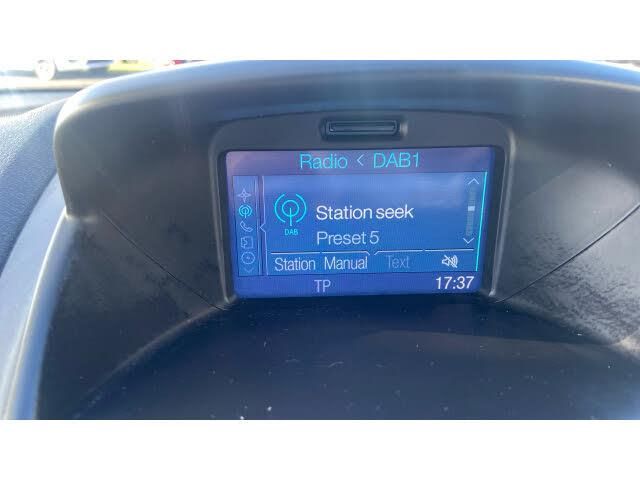 Radio < DAB1
Station seek
DAB
Preset 5
Station Manual Text
TP 17:37